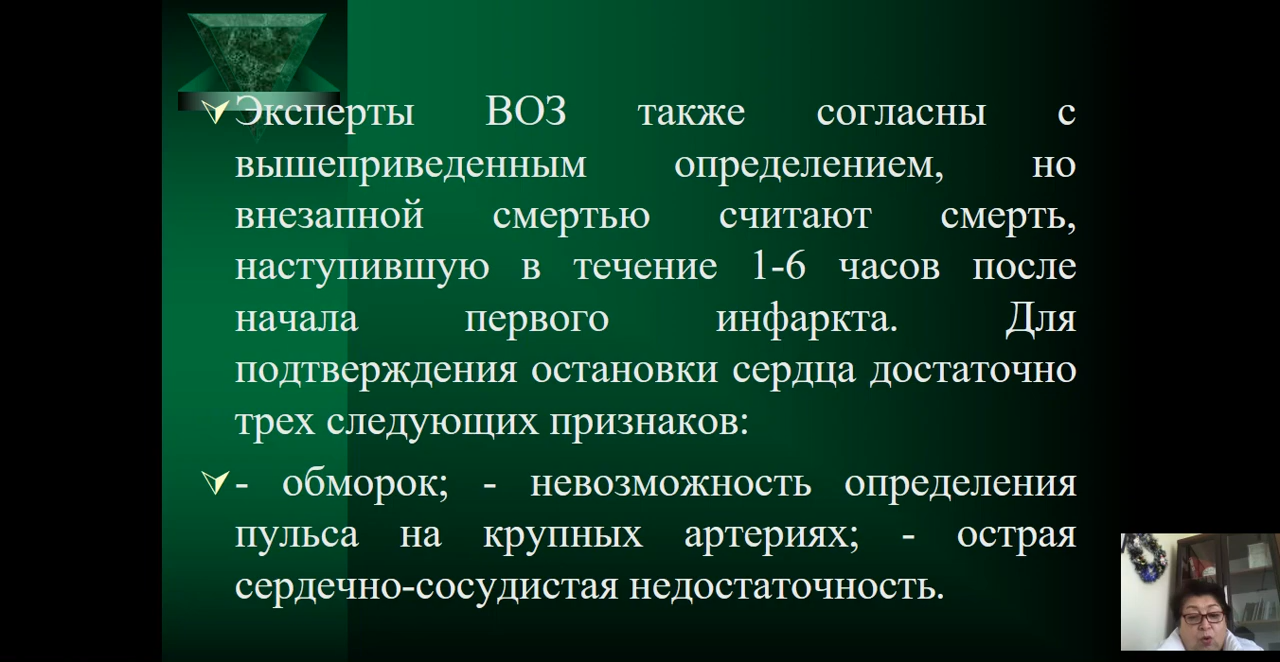 Эксперты ВОЗ также согласны с
вышеприведенным определением, но
внезапной смертью считают смерть,
наступившую в течение 1-6 часов после
начала первого инфаркта. Для
подтверждения остановки сердца достаточно
трех следующих признаков:
- обморок; - невозможность определения
пульса на крупных артериях; - острая
сердечно-сосудистая недостаточность.